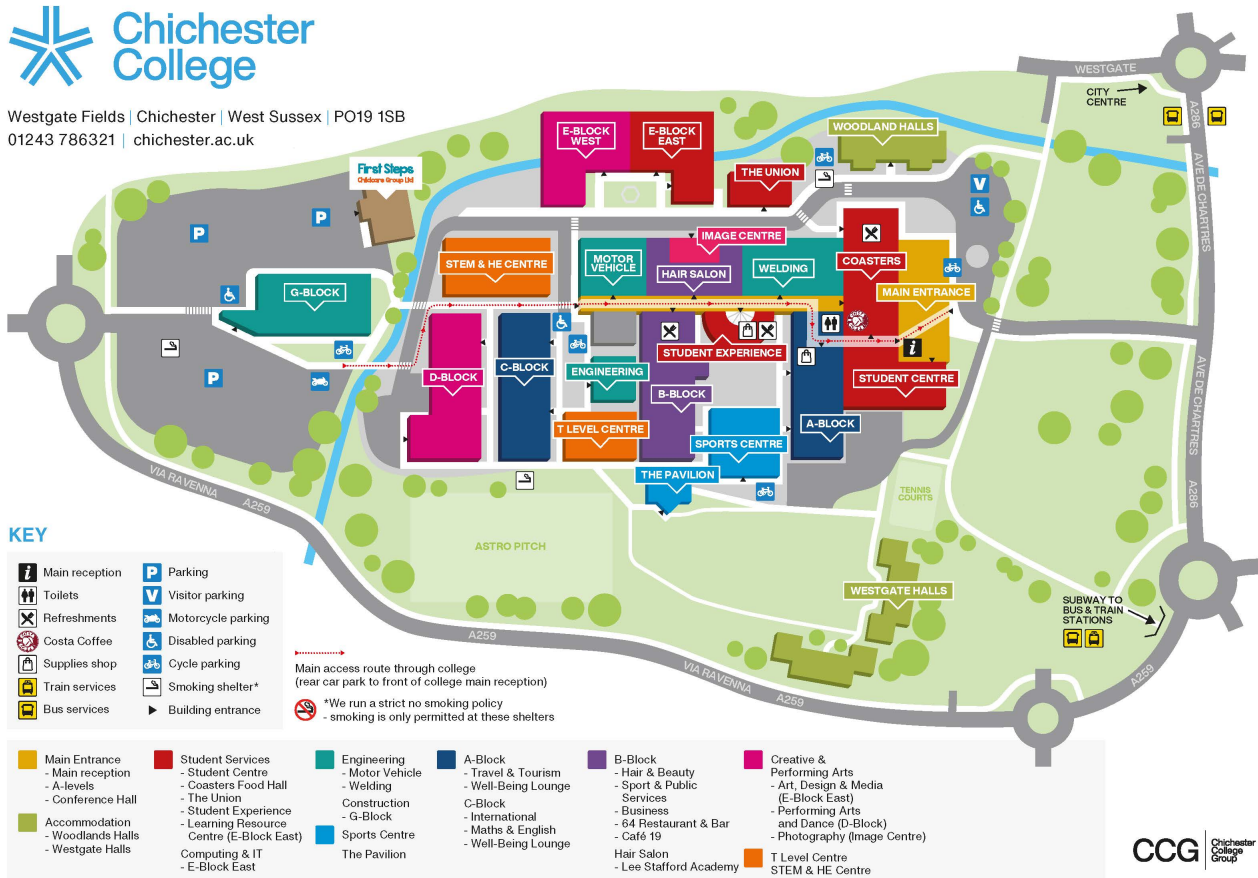 Chichester
College
Westgate Fields | Chichester | West Sussex | PO19 1SB
01243 786321 | chichester.ac.uk
WESTGATE
CITY
CENTRE
A286
AVE DE CHARTRES
AVE DE CHARTRES
A286
First Steps
Childcare Group Ltd
E-BLOCK
WEST
E-BLOCK
EAST
WOODLAND HALLS
THE UNION
P
P
V
STEM & HE CENTRE
IMAGE CENTRE
MOTOR
VEHICLE
HAIR SALON
WELDING
COASTERS
MAIN ENTRANCE
G-BLOCK
COSTA
COFFEE
i
STUDENT EXPERIENCE
P
D-BLOCK
C-BLOCK
ENGINEERING
B-BLOCK
STUDENT CENTRE
T LEVEL CENTRE
SPORTS CENTRE
A-BLOCK
THE PAVILION
VIA RAVENNA
A259
TENNIS
COURTS
ASTRO PITCH
WESTGATE HALLS
SUBWAY TO
BUS & TRAIN
STATIONS
A259
VIA RAVENNA
A259
A259
KEY
i Main reception
Toilets
Refreshments
Costa Coffee
Supplies shop
Train services
Bus services
P Parking
V Visitor parking
Motorcycle parking
Disabled parking
Cycle parking
Smoking shelter*
Building entrance
Main access route through college
(rear car park to front of college main reception)
*We run a strict no smoking policy
- smoking is only permitted at these shelters
Main Entrance
- Main reception
- A-levels
- Conference Hall
Accommodation
- Woodlands Halls
- Westgate Halls
Student Services
- Student Centre
- Coasters Food Hall
- The Union
- Student Experience
- Learning Resource
Centre (E-Block East)
Computing & IT
- E-Block East
Engineering
- Motor Vehicle
- Welding
Construction
- G-Block
Sports Centre
The Pavilion
A-Block
- Travel & Tourism
- Well-Being Lounge
C-Block
- International
- Maths & English
- Well-Being Lounge
B-Block
- Hair & Beauty
- Sport & Public
Services
- Business
- 64 Restaurant & Bar
- Café 19
Hair Salon
- Lee Stafford Academy
Creative &
Performing Arts
- Art, Design & Media
(E-Block East)
- Performing Arts
and Dance (D-Block)
- Photography (Image Centre)
T Level Centre
STEM & HE Centre
CCG
Chichester
College
Group